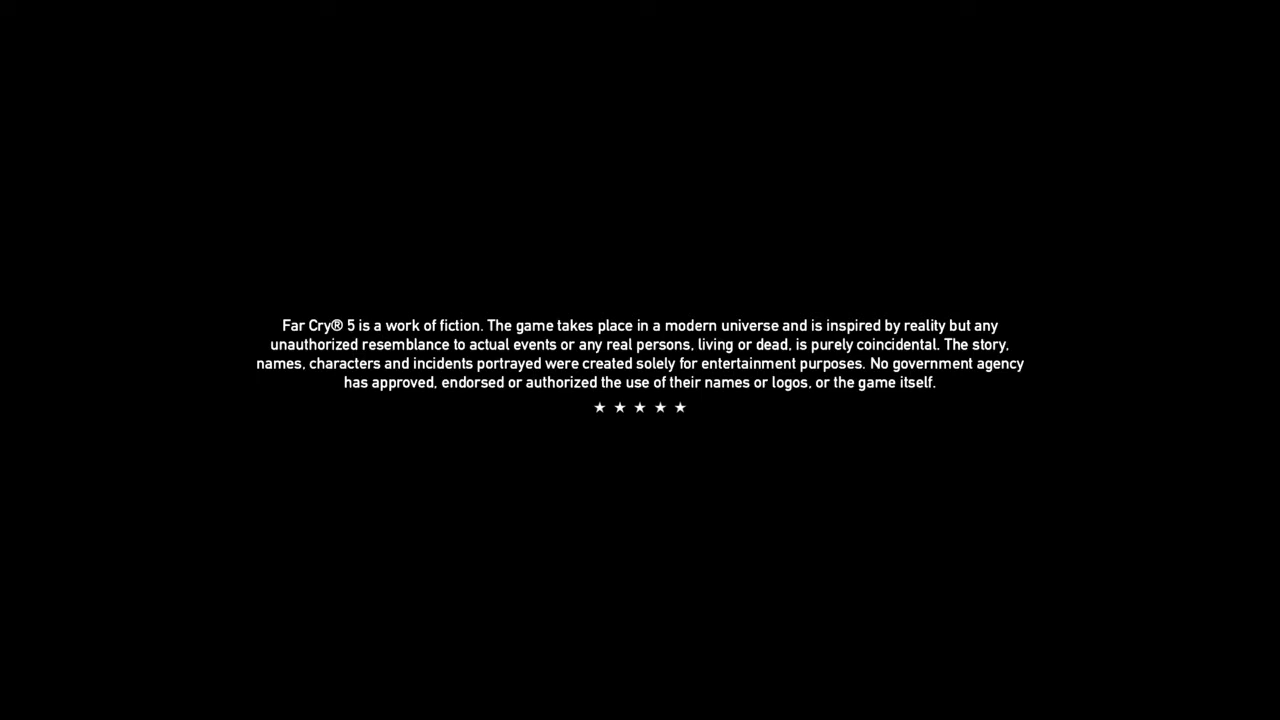 Far Cry® 5 is a work of fiction. The game takes place in a modern universe and is inspired by reality but any
unauthorized resemblance to actual events or any real persons, living or dead, is purely coincidental. The story,
names, characters and incidents portrayed were created solely for entertainment purposes. No government agency
has approved, endorsed or authorized the use of their names or logos, or the game itself.
★ ★ ★ ★ ★